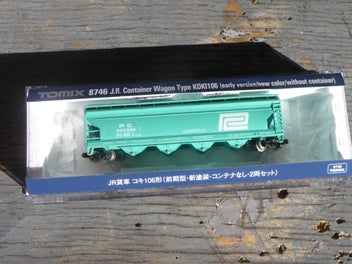 TOMIX 8746 J.R. Container Wagon Type KOKI106 (early version/new color/without container)
P C
JR貨車 コキ106形(前期型・新塗装・コンテナなし・2両セット)
8746
TOMIX